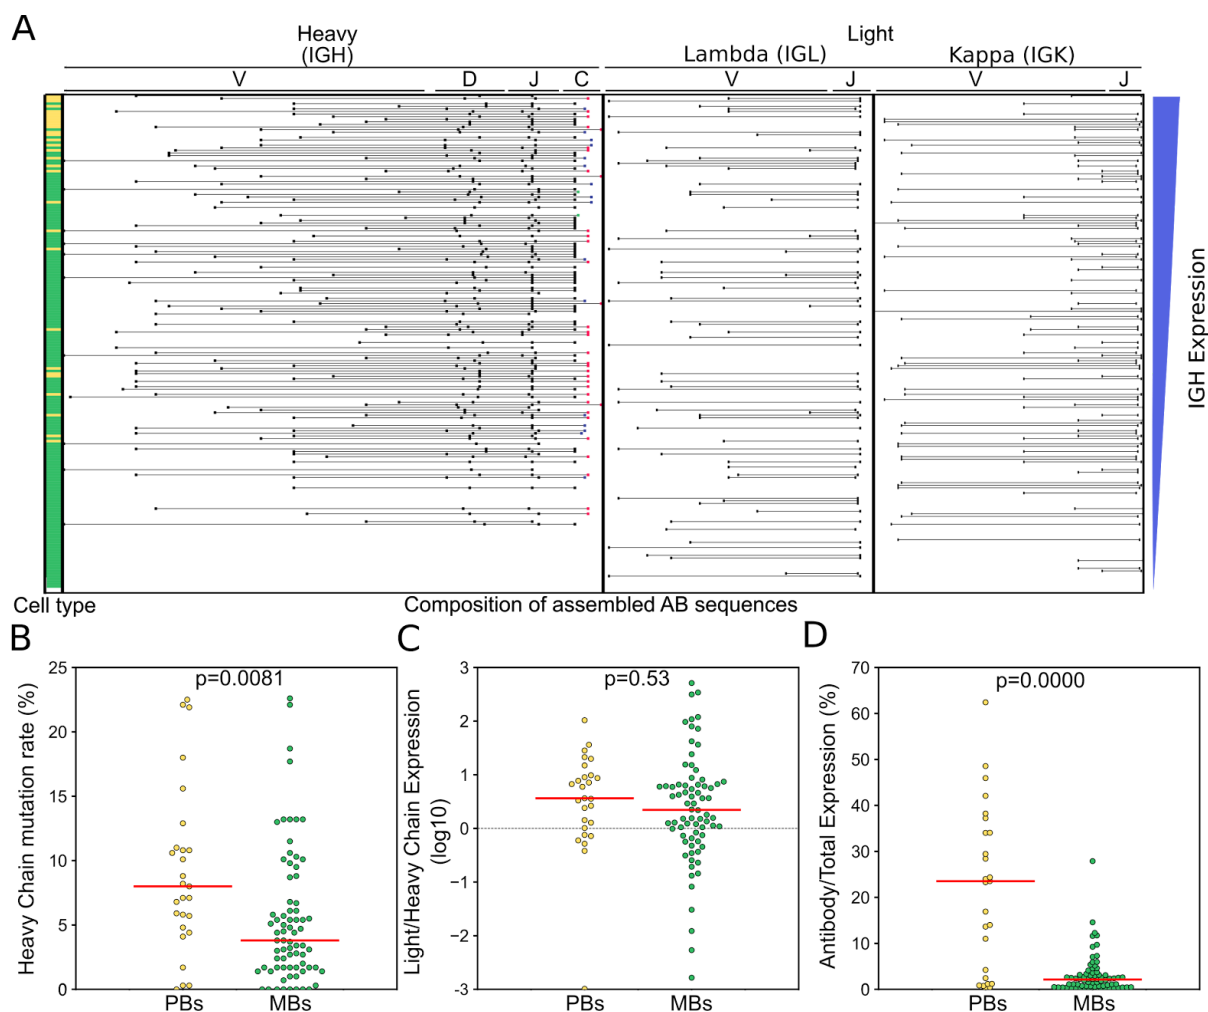 A
Heavy
(IGH)
Light
Lambda (IGL)
Kappa (IGK)
V D J C V J V J
IGH Expression
Cell type
Composition of assembled AB sequences
B
Heavy Chain mutation rate (%)
25
20
15
10
5
0
p=0.0081
PBs MBs
C
Light/Heavy Chain Expression
(log10)
3
2
1
0
−1
−2
-3
p=0.53
PBs MBs
D
Antibody/Total Expression (%)
70
60
50
40
30
20
10
0
p=0.0000
PBs MBs